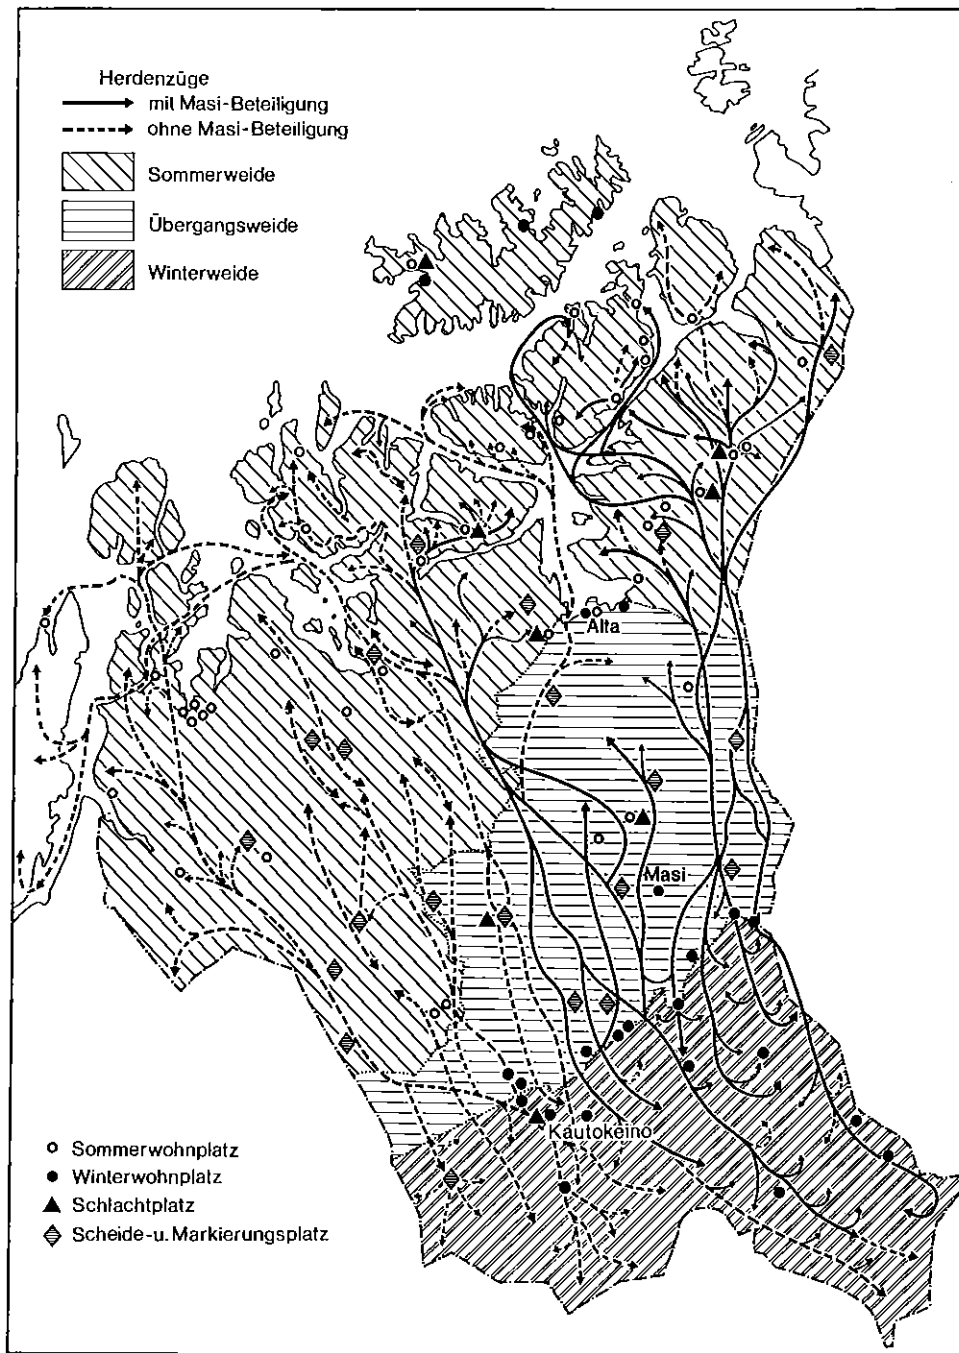 Herdenzüge
mit Masi-Beteiligung
ohne Masi-Beteiligung
Sommerweide
Übergangsweide
Winterweide
Alta
Masi
Kautokeino
Sommerwohnplatz
Winterwohnplatz
Schlachtplatz
Scheide-u. Markierungsplatz